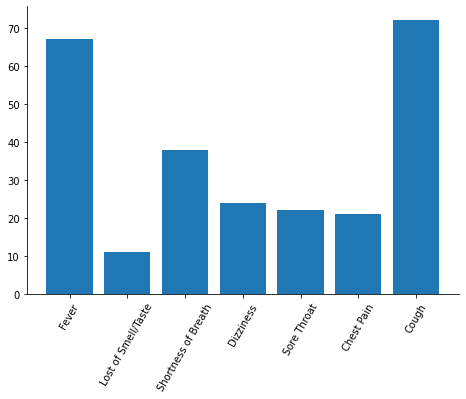 70
60
50
40
30
20
10
0
Fever
Lost of Smell/Taste
Shortness of Breath
Dizziness
Sore Throat
Chest Pain
Cough